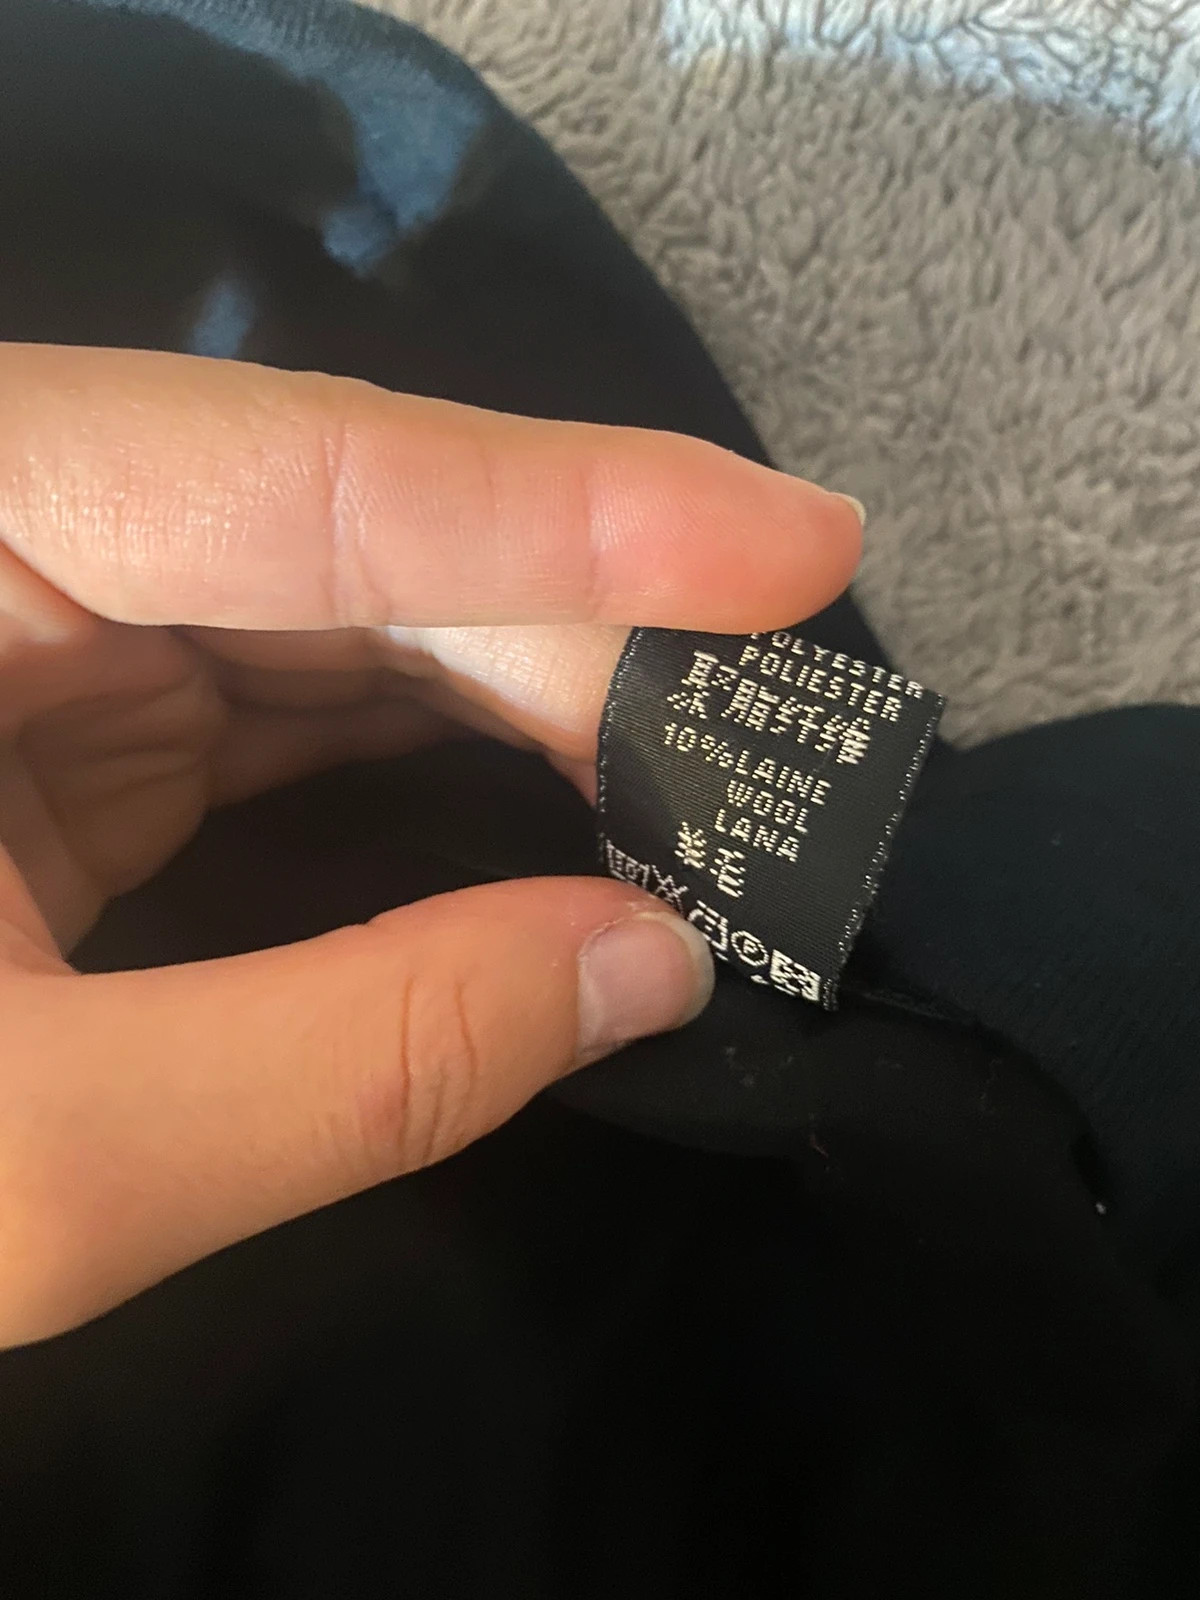 POLYESTER
POLIESTER
聚酯纤维
10%LAINE
WOOL
LANA
羊毛
P